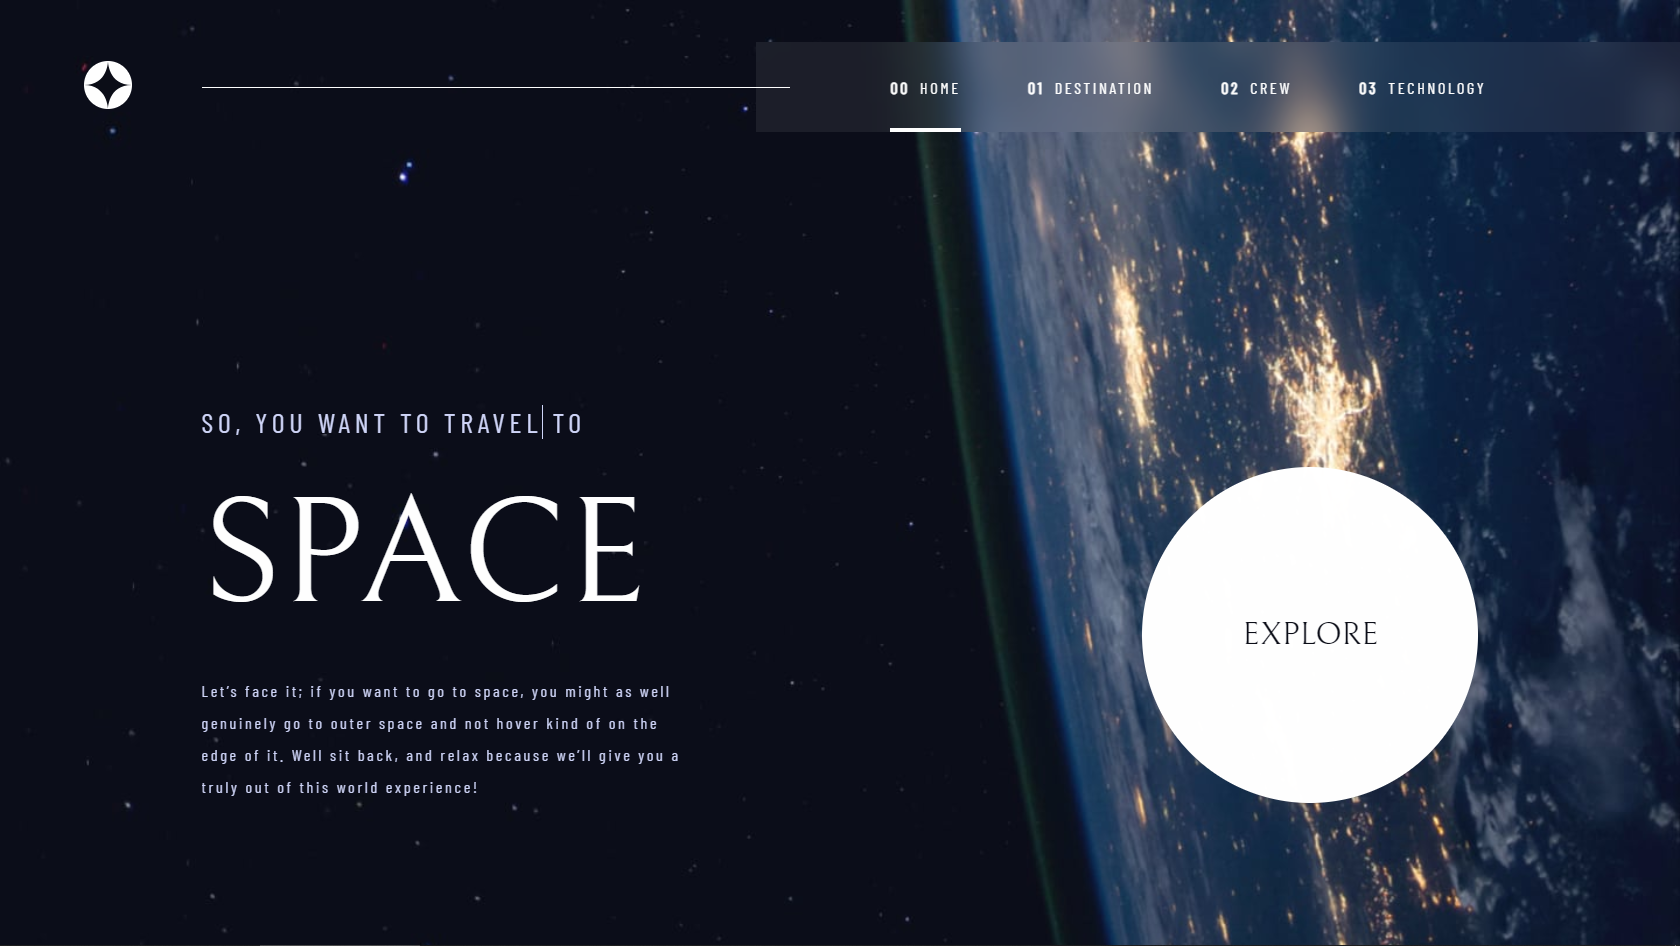 00 HOME 01 DESTINATION 02 CREW 03 TECHNOLOGY
SO, YOU WANT TO TRAVEL TO
SPACE
Let’s face it; if you want to go to space, you might as well
genuinely go to outer space and not hover kind of on the
edge of it. Well sit back, and relax because we’ll give you a
truly out of this world experience!
EXPLORE